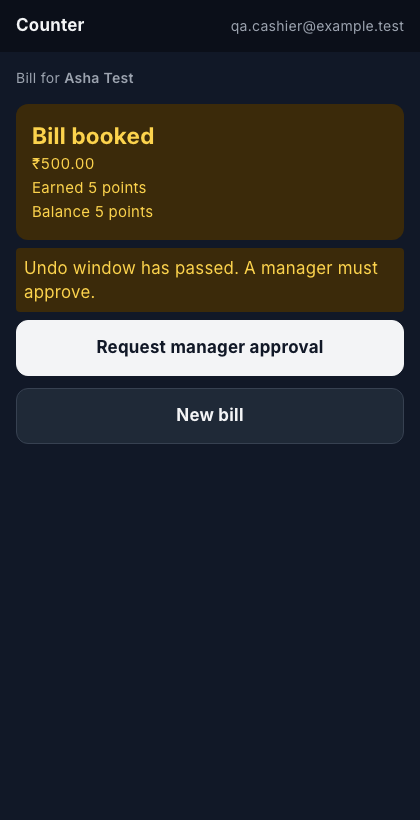 Counter
qa.cashier@example.test
Bill for Asha Test
Bill booked
₹500.00
Earned 5 points
Balance 5 points
Undo window has passed. A manager must
approve.
Request manager approval
New bill